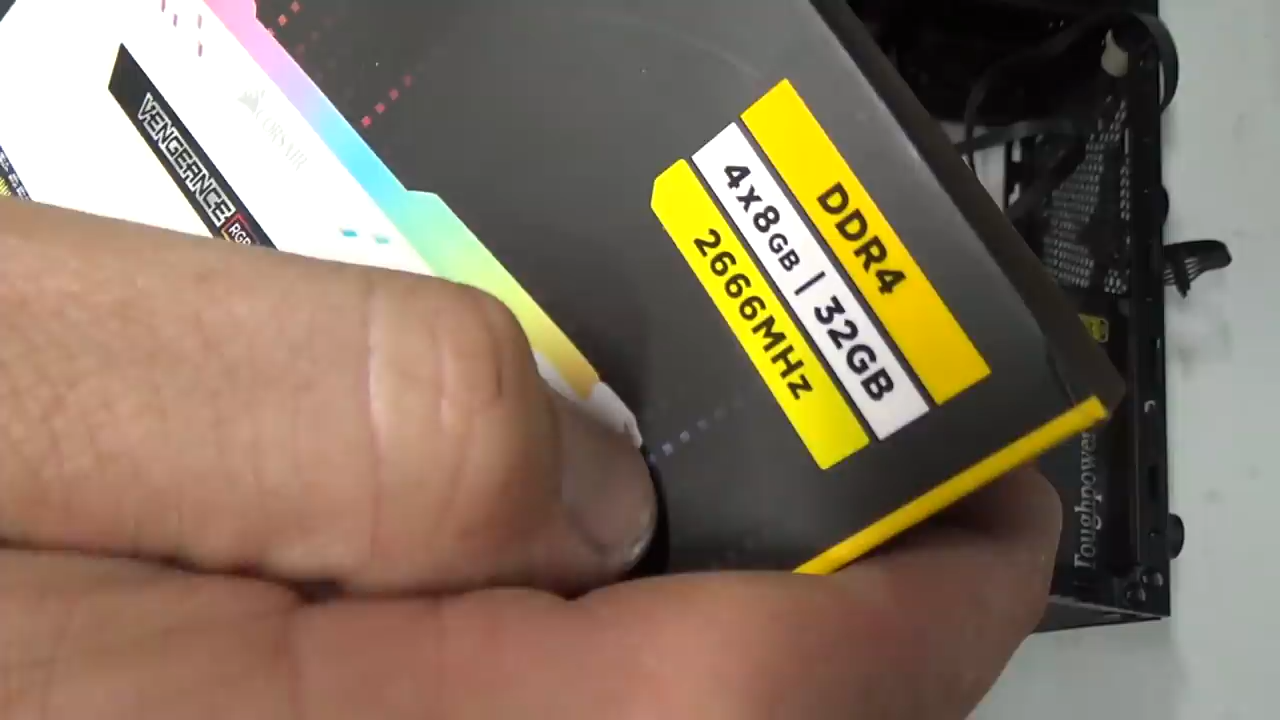 CORSAIR
VENGEANCE RGB
DDR4
4x8GB | 32GB
2666MHz
Toughpower